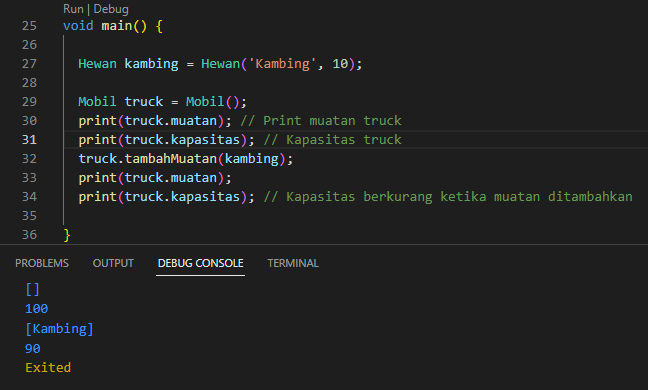 Run | Debug
25 void main() {
26
27 Hewan kambing = Hewan('Kambing', 10);
28
29 Mobil truck = Mobil();
30 print(truck.muatan); // Print muatan truck
31 print(truck.kapasitas); // Kapasitas truck
32 truck.tambahMuatan(kambing);
33 print(truck.muatan);
34 print(truck.kapasitas); // Kapasitas berkurang ketika muatan ditambahkan
35
36 }
PROBLEMS OUTPUT DEBUG CONSOLE TERMINAL
[]
100
[Kambing]
90
Exited